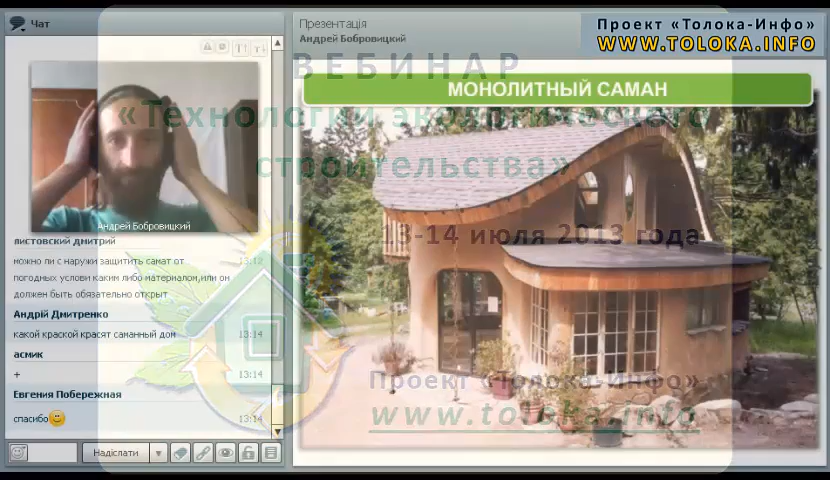 Чат
Презентація
Андрей Бобровицкий
Проект «Толока-Инфо»
WWW.TOLOKA.INFO
ВЕБИНАР
МОНОЛИТНЫЙ САМАН
«Технологии экологического
строительства»
13-14 июля 2013 года
Проект «Толока-Инфо»
www.toloka.info
Андрей Бобровицкий
листовский дмитрий
можно ли с наружи защитить самат от 13:12
погодных условй каким либо материалом,или он
должен быть обязательно открыт
Андрій Дмитренко
какой краской красят саманный дом 13:14
асмик
+ 13:14
Евгения Побережная
спасибо 13:14
Надіслати